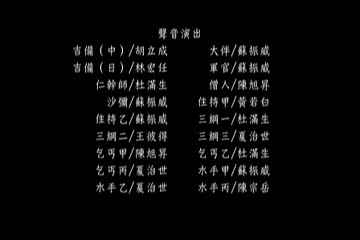 聲音演出
吉備（中）/胡立成 大伴/蘇振威
吉備（日）/林宏任 軍官/蘇振威
仁幹師/杜滿生 僧人/陳旭昇
沙彌/蘇振威 住持甲/黃若白
住持乙/蘇振威 三綱一/杜滿生
三綱二/王彼得 三綱三/夏治世
乞丐甲/陳旭昇 乞丐乙/杜滿生
乞丐丙/夏治世 水手甲/蘇振威
水手乙/夏治世 水手丙/陳宗岳